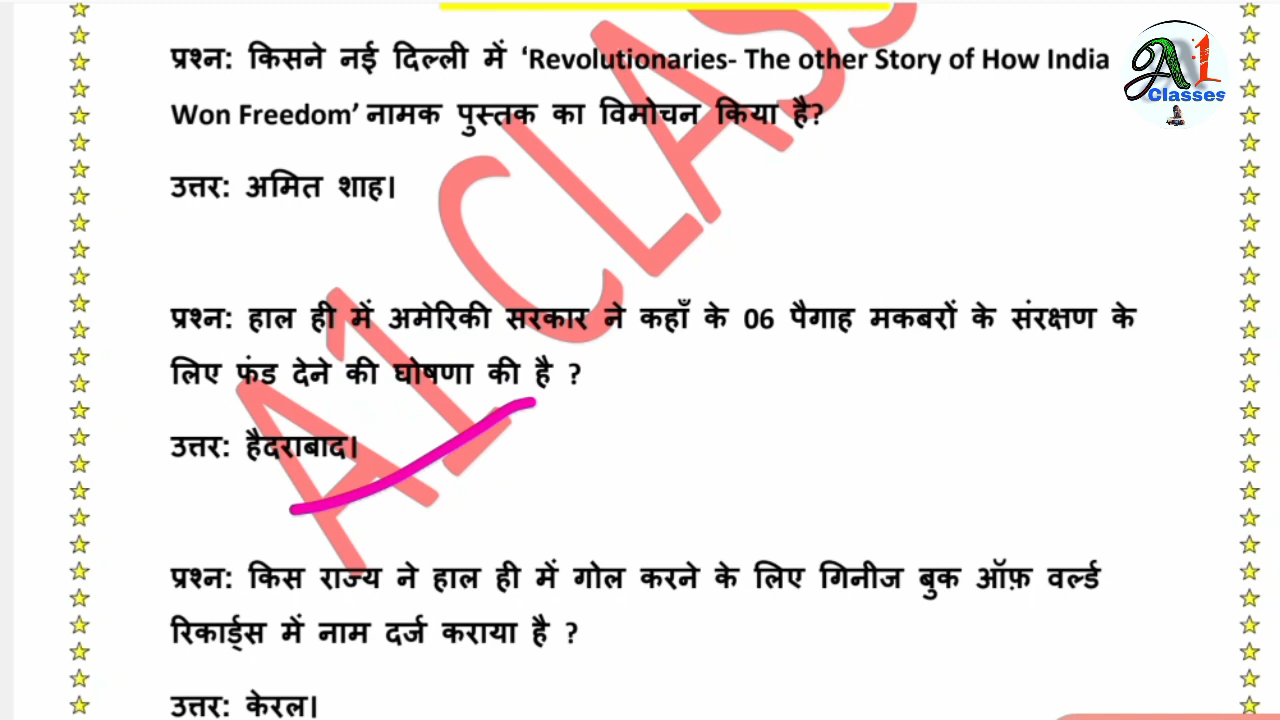 प्रश्न: किसने नई दिल्ली में ‘Revolutionaries- The other Story of How India
Won Freedom’ नामक पुस्तक का विमोचन किया है?
उत्तर: अमित शाह।
प्रश्न: हाल ही में अमेरिकी सरकार ने कहाँ के 06 पैगाह मकबरों के संरक्षण के
लिए फंड देने की घोषणा की है ?
उत्तर: हैदराबाद।
प्रश्न: किस राज्य ने हाल ही में गोल करने के लिए गिनीज बुक ऑफ़ वर्ल्ड
रिकार्ड्स में नाम दर्ज कराया है ?
उत्तर: केरल।
A1 CLASS
A1
Classes